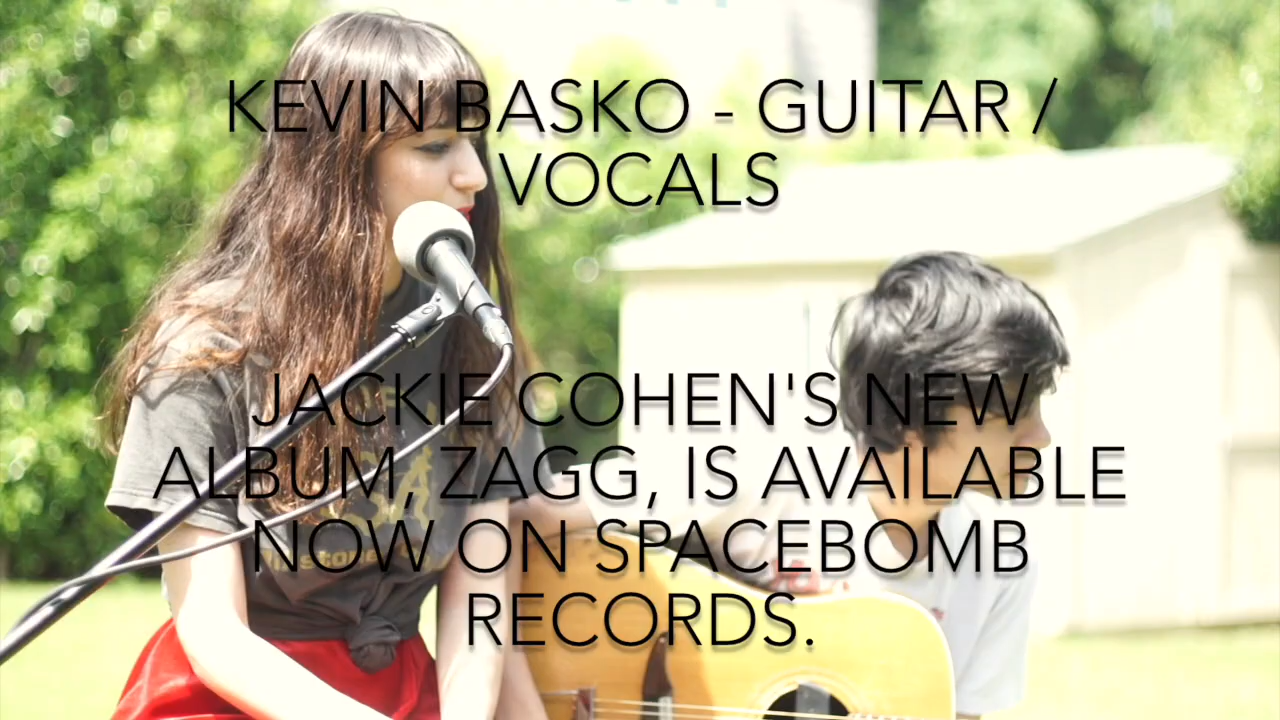 KEVIN BASKO - GUITAR /
VOCALS
JACKIE COHEN'S NEW
ALBUM, ZAGG, IS AVAILABLE
NOW ON SPACEBOMB
RECORDS.